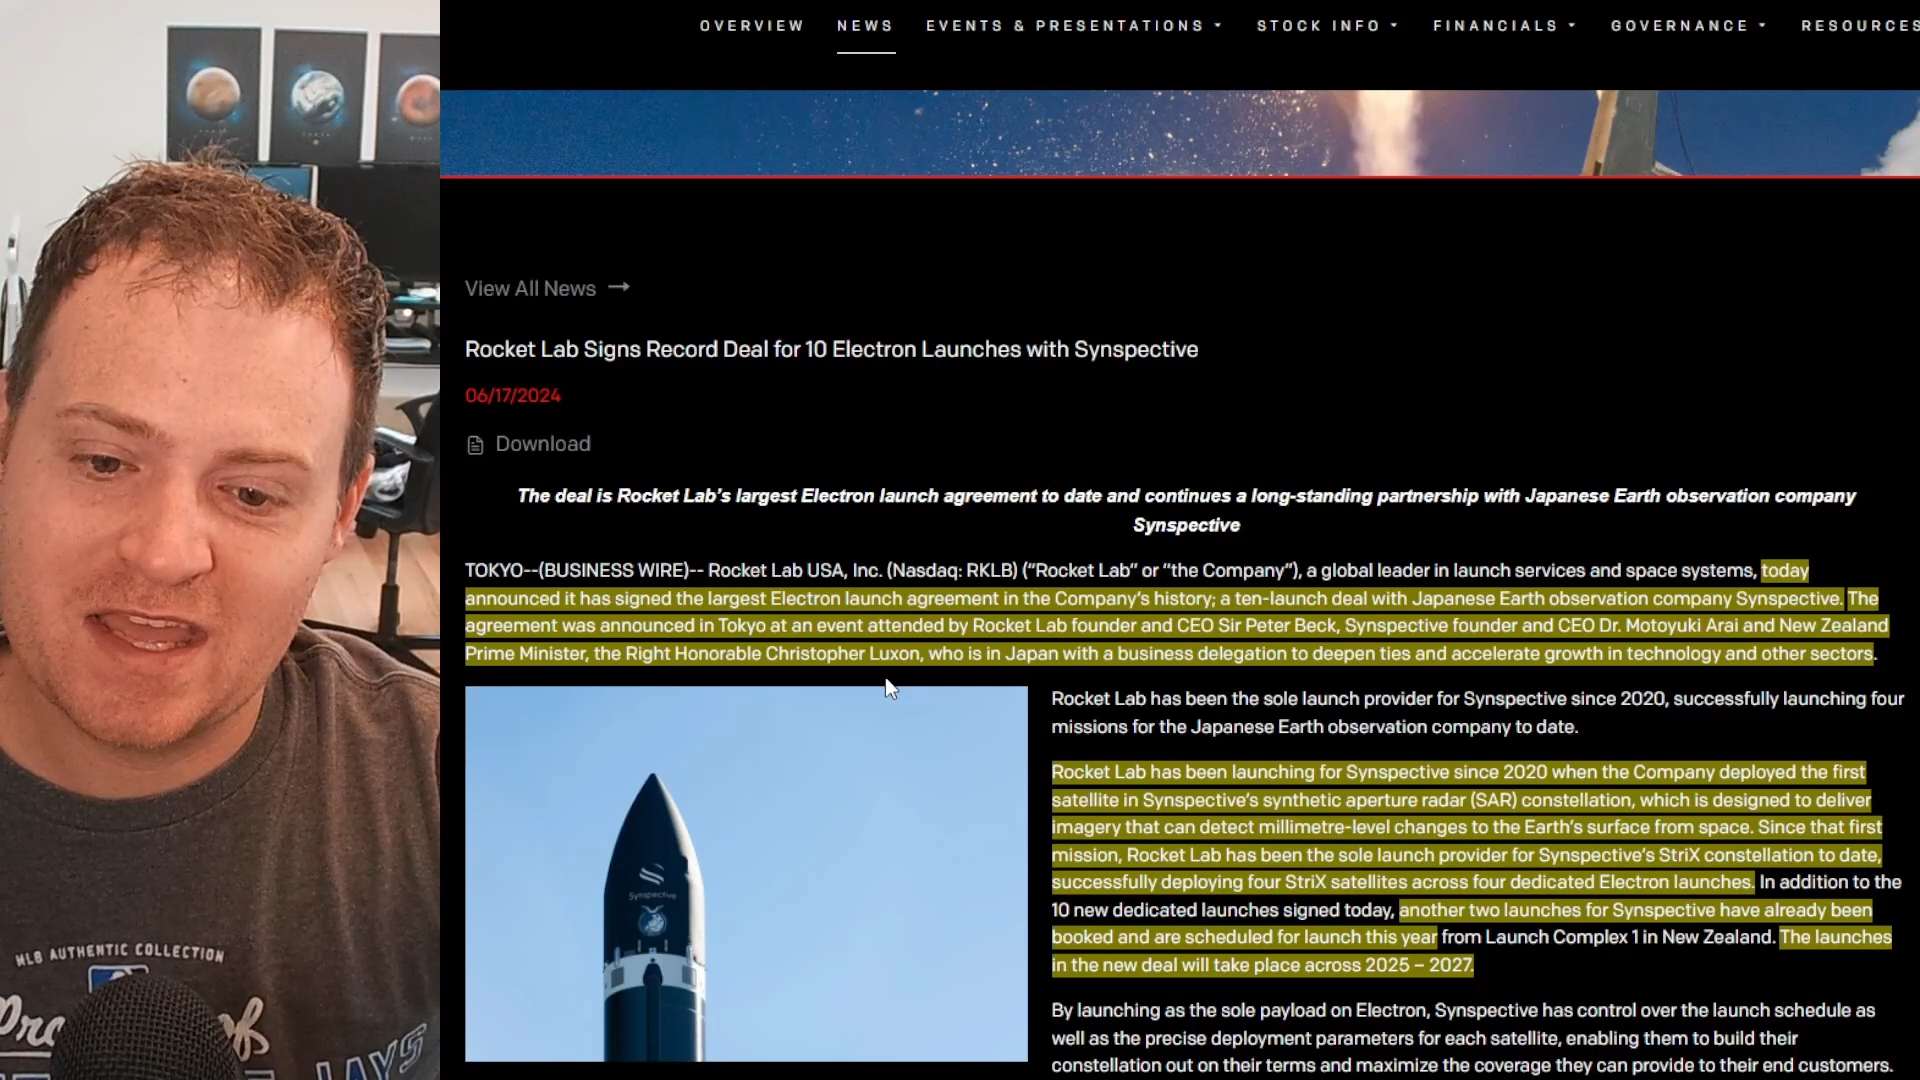 OVERVIEW NEWS EVENTS & PRESENTATIONS STOCK INFO FINANCIALS GOVERNANCE RESOURCES
View All News
Rocket Lab Signs Record Deal for 10 Electron Launches with Synspective
06/17/2024
Download
The deal is Rocket Lab’s largest Electron launch agreement to date and continues a long-standing partnership with Japanese Earth observation company
Synspective
TOKYO--(BUSINESS WIRE)-- Rocket Lab USA, Inc. (Nasdaq: RKLB) (“Rocket Lab” or “the Company”), a global leader in launch services and space systems, today
announced it has signed the largest Electron launch agreement in the Company’s history; a ten-launch deal with Japanese Earth observation company Synspective. The
agreement was announced in Tokyo at an event attended by Rocket Lab founder and CEO Sir Peter Beck, Synspective founder and CEO Dr. Motoyuki Arai and New Zealand
Prime Minister, the Right Honorable Christopher Luxon, who is in Japan with a business delegation to deepen ties and accelerate growth in technology and other sectors.
Rocket Lab has been the sole launch provider for Synspective since 2020, successfully launching four
missions for the Japanese Earth observation company to date.
Rocket Lab has been launching for Synspective since 2020 when the Company deployed the first
satellite in Synspective’s synthetic aperture radar (SAR) constellation, which is designed to deliver
imagery that can detect millimetre-level changes to the Earth’s surface from space. Since that first
mission, Rocket Lab has been the sole launch provider for Synspective’s StriX constellation to date,
successfully deploying four StriX satellites across four dedicated Electron launches. In addition to the
10 new dedicated launches signed today, another two launches for Synspective have already been
booked and are scheduled for launch this year from Launch Complex 1 in New Zealand. The launches
in the new deal will take place across 2025 – 2027.
By launching as the sole payload on Electron, Synspective has control over the launch schedule as
well as the precise deployment parameters for each satellite, enabling them to build their
constellation out on their terms and maximize the coverage they can provide to their end customers.
Synspective
MLB AUTHENTIC COLLECTION
JAYS